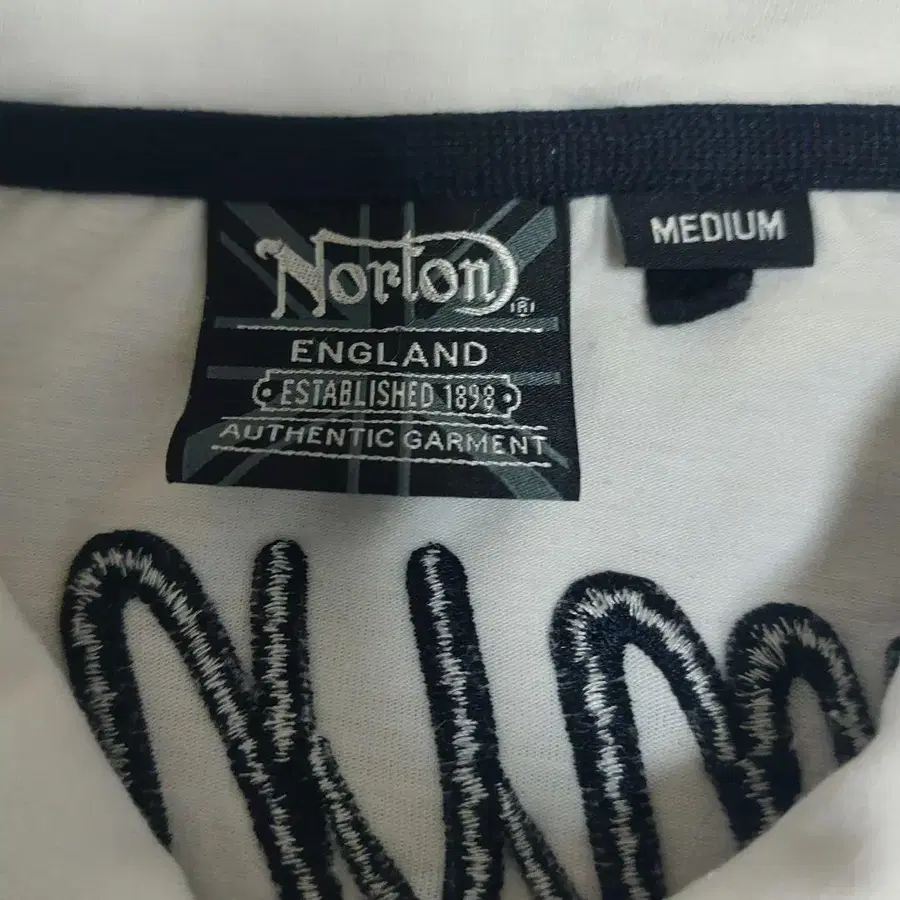 Norton
®
ENGLAND
ESTABLISHED 1898
AUTHENTIC GARMENT
MEDIUM